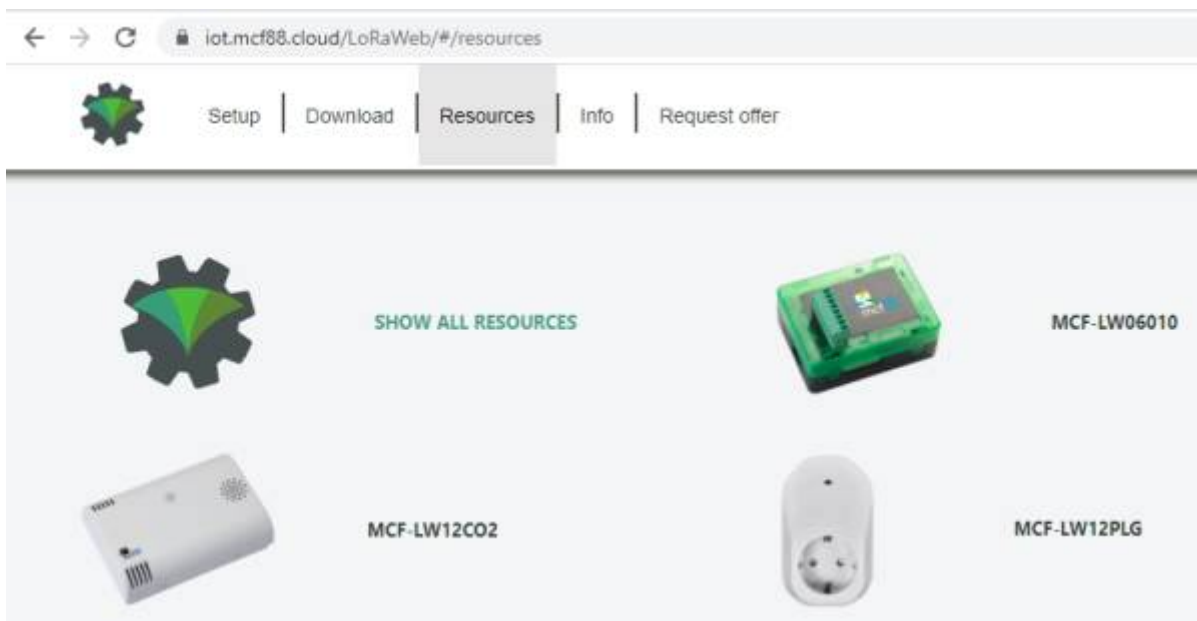 iot.mcf88.cloud/LoRaWeb/#/resources
Setup Download Resources Info Request offer
SHOW ALL RESOURCES
MCF-LW06010
MCF-LW12CO2
MCF-LW12PLG